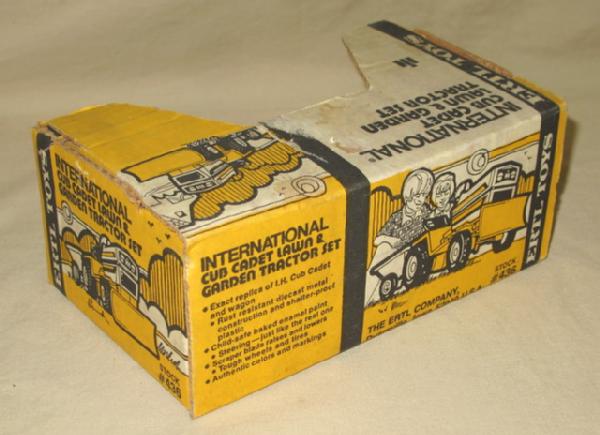 ERTL TOYS
IH
INTERNATIONAL
CUB CADET
LAWN & GARDEN
TRACTOR SET
ERTL TOYS
INTERNATIONAL
CUB CADET LAWN &
GARDEN TRACTOR SET
STOCK
#436
INTERNATIONAL
CUB CADET LAWN &
GARDEN TRACTOR SET
• Exact replica of I.H. Cub Cadet
and wagon
• Rust resistant diecast metal
construction and shatter-proof
plastic
• Child-safe baked enamel paint
• Steering—just like the real one
• Scraper blade raises and lowers
• Tough wheels and tires
• Authentic colors and markings
ERTL TOYS
STOCK
#436
THE ERTL COMPANY,